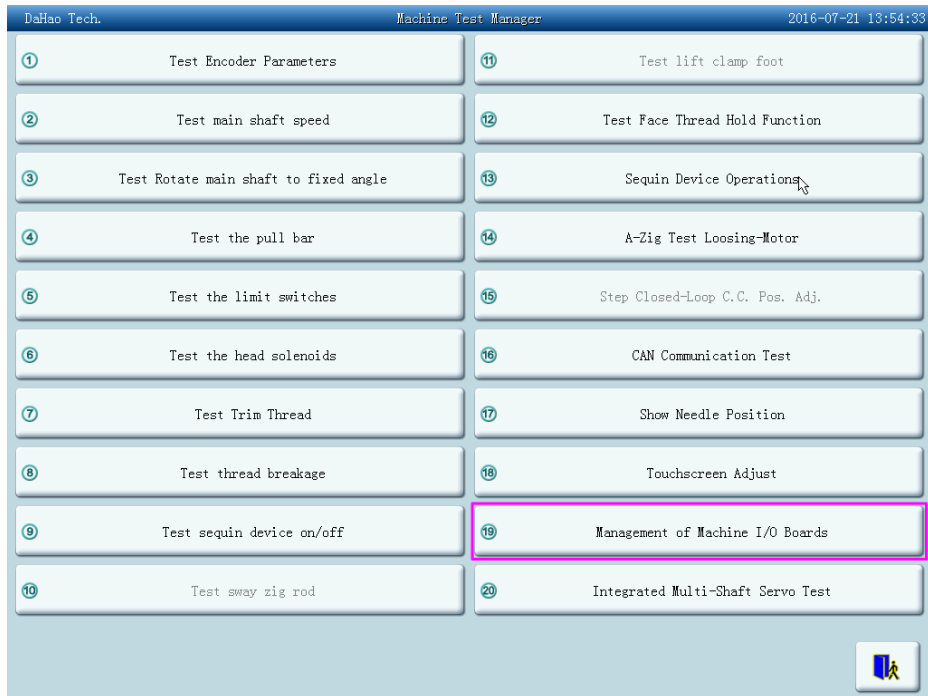 DaHao Tech. Machine Test Manager 2016-07-21 13:54:33
1 Test Encoder Parameters
2 Test main shaft speed
3 Test Rotate main shaft to fixed angle
4 Test the pull bar
5 Test the limit switches
6 Test the head solenoids
7 Test Trim Thread
8 Test thread breakage
9 Test sequin device on/off
10 Test sway zig rod
11 Test lift clamp foot
12 Test Face Thread Hold Function
13 Sequin Device Operations
14 A-Zig Test Loosing-Motor
15 Step Closed-Loop C.C. Pos. Adj.
16 CAN Communication Test
17 Show Needle Position
18 Touchscreen Adjust
19 Management of Machine I/O Boards
20 Integrated Multi-Shaft Servo Test